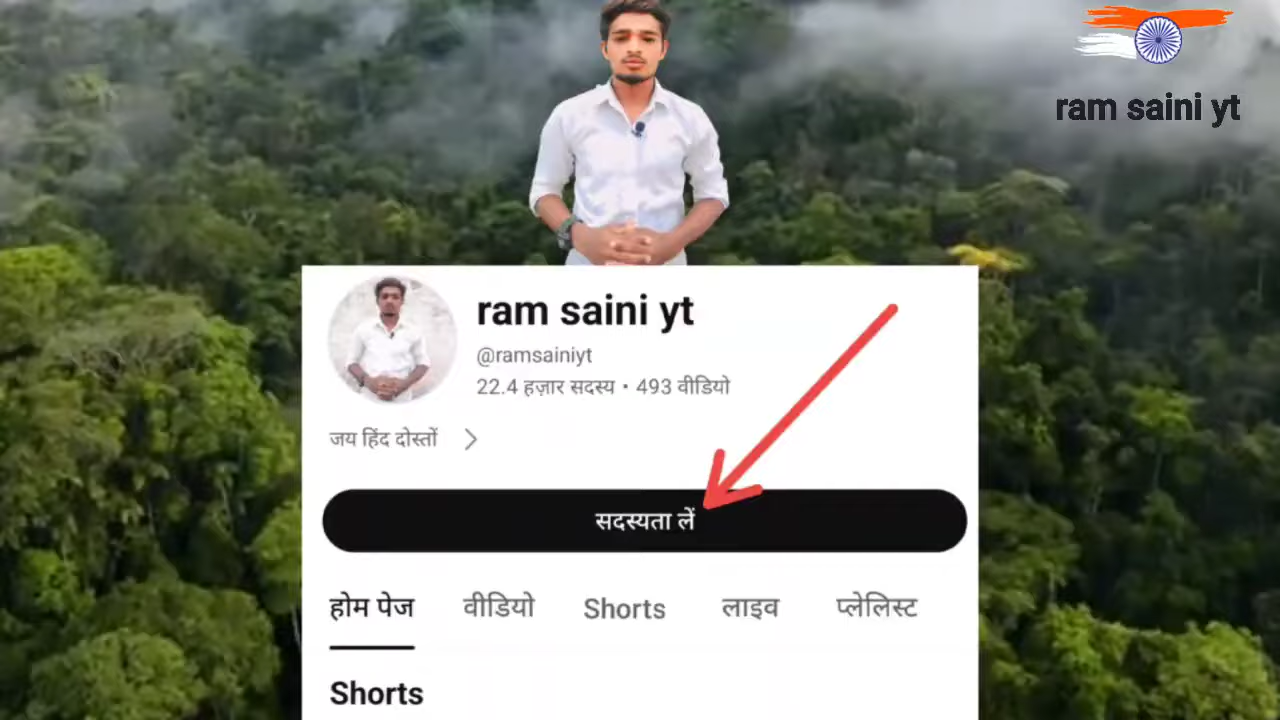 ram saini yt
ram saini yt
@ramsainiyt
22.4 हज़ार सदस्य • 493 वीडियो
जय हिंद दोस्तों
सदस्यता लें
होम पेज वीडियो Shorts लाइव प्लेलिस्ट
Shorts